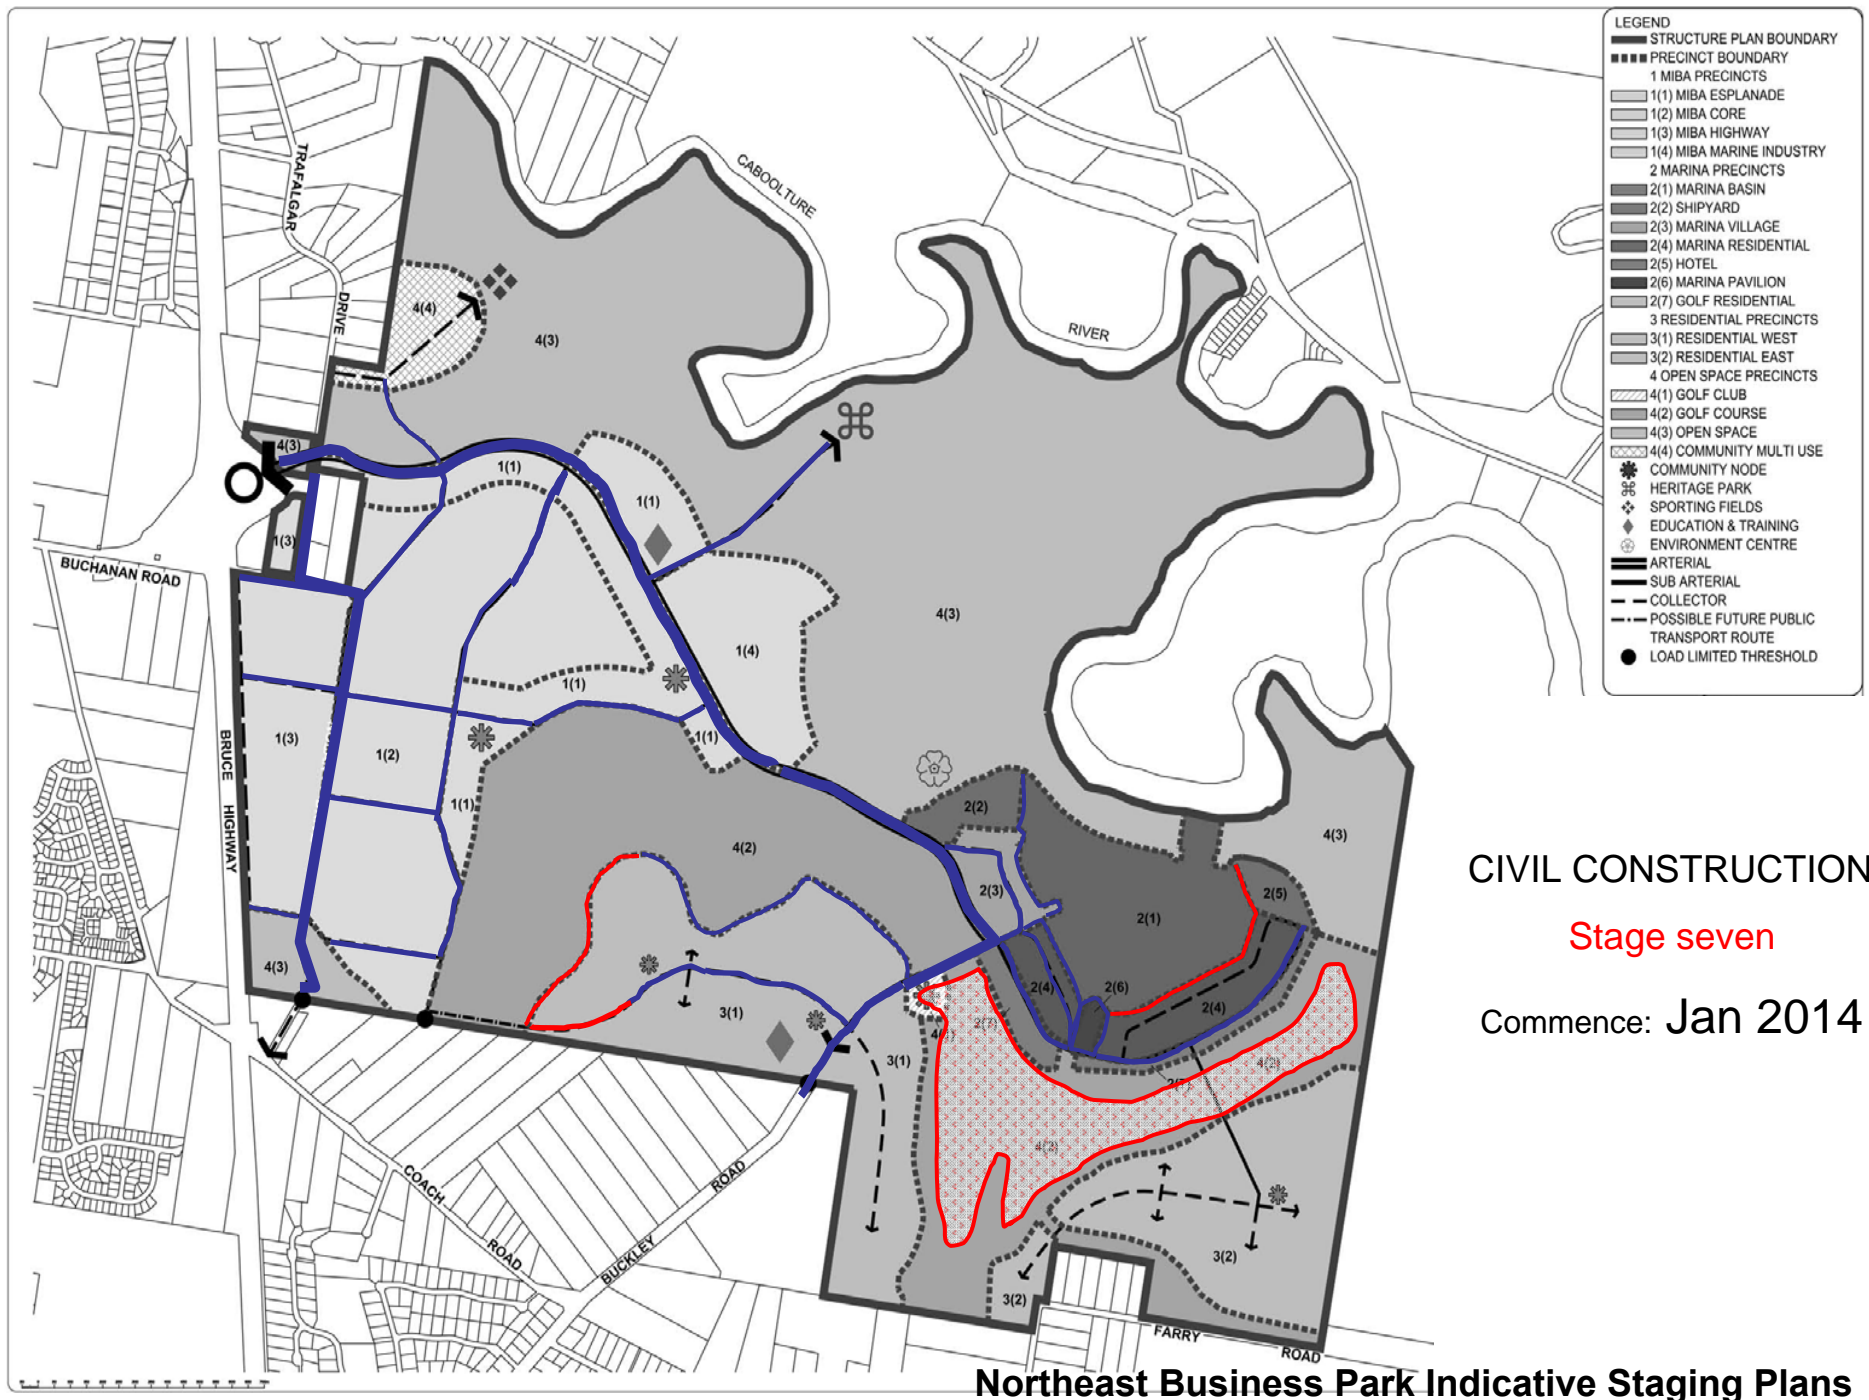 LEGEND
STRUCTURE PLAN BOUNDARY
PRECINCT BOUNDARY
1 MIBA PRECINCTS
1(1) MIBA ESPLANADE
1(2) MIBA CORE
1(3) MIBA HIGHWAY
1(4) MIBA MARINE INDUSTRY
2 MARINA PRECINCTS
2(1) MARINA BASIN
2(2) SHIPYARD
2(3) MARINA VILLAGE
2(4) MARINA RESIDENTIAL
2(5) HOTEL
2(6) MARINA PAVILION
2(7) GOLF RESIDENTIAL
3 RESIDENTIAL PRECINCTS
3(1) RESIDENTIAL WEST
3(2) RESIDENTIAL EAST
4 OPEN SPACE PRECINCTS
4(1) GOLF CLUB
4(2) GOLF COURSE
4(3) OPEN SPACE
4(4) COMMUNITY MULTI USE
COMMUNITY NODE
HERITAGE PARK
SPORTING FIELDS
EDUCATION & TRAINING
ENVIRONMENT CENTRE
ARTERIAL
SUB ARTERIAL
COLLECTOR
POSSIBLE FUTURE PUBLIC
TRANSPORT ROUTE
LOAD LIMITED THRESHOLD
TRAFALGAR
DRIVE
CABOOLTURE
RIVER
4(4)
4(3)
4(3)
1(1)
1(1)
1(3)
BUCHANAN ROAD
4(3)
1(4)
1(1)
1(3)
1(2)
1(1)
1(1)
BRUCE
HIGHWAY
2(2)
4(3)
4(2)
2(3)
2(5)
2(1)
4(3)
2(4)
2(6)
2(4)
3(1)
2(7)
3(1)
4(2)
4(2)
3(2)
3(2)
COACH
ROAD
BUCKLEY
ROAD
FARRY
ROAD
CIVIL CONSTRUCTION
Stage seven
Commence: Jan 2014
Northeast Business Park Indicative Staging Plans